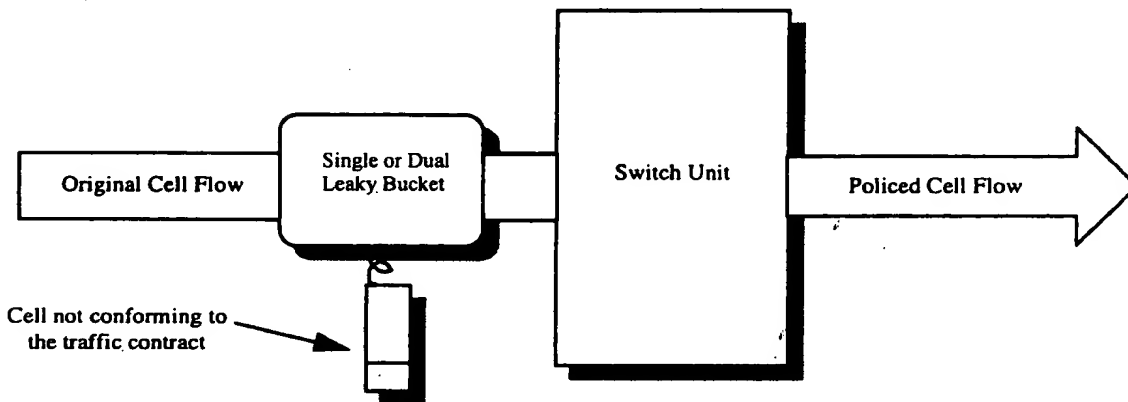 Original Cell Flow
Single or Dual
Leaky Bucket
Switch Unit
Policed Cell Flow
Cell not conforming to
the traffic contract